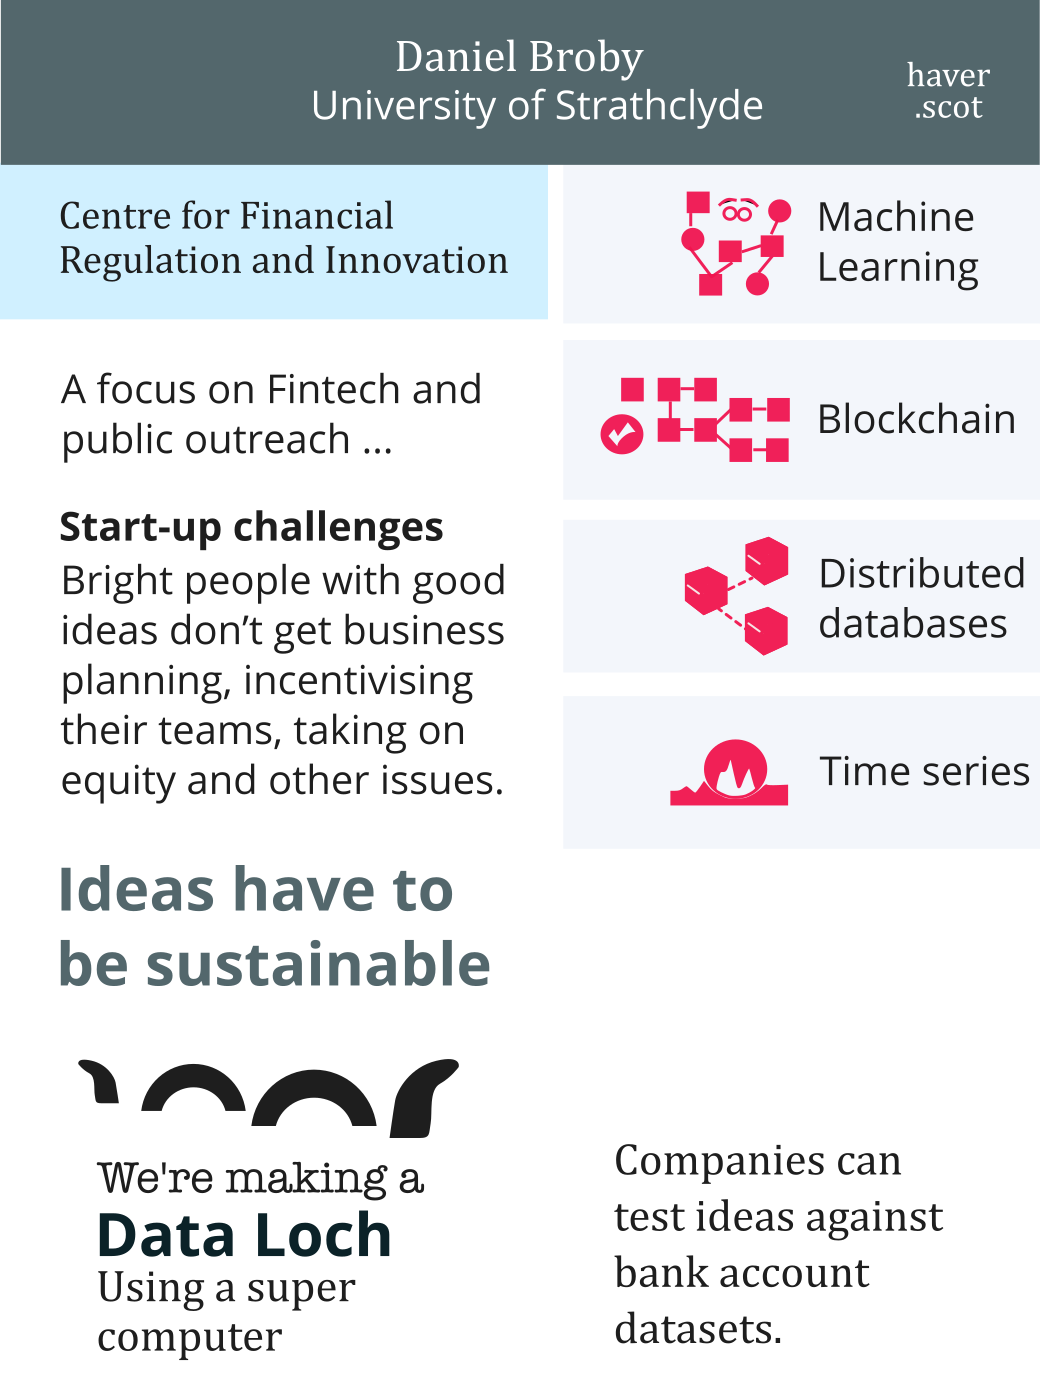 Daniel Broby
University of Strathclyde
haver
.scot
Centre for Financial
Regulation and Innovation
A focus on Fintech and
public outreach ...
Start-up challenges
Bright people with good
ideas don’t get business
planning, incentivising
their teams, taking on
equity and other issues.
Ideas have to
be sustainable
Machine
Learning
Blockchain
Distributed
databases
Time series
We're making a
Data Loch
Using a super
computer
Companies can
test ideas against
bank account
datasets.